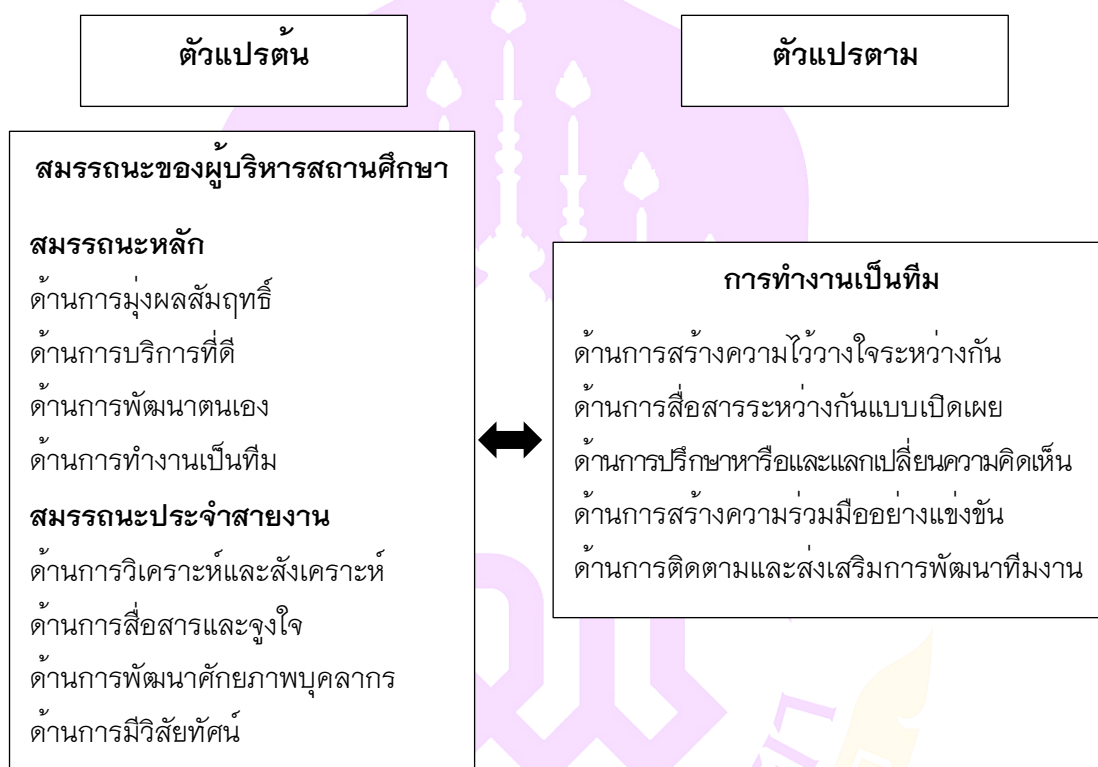 ตัวแปรต้น
ตัวแปรตาม
สมรรถนะของผู้บริหารสถานศึกษา
สมรรถนะหลัก
ด้านการมุ่งผลสัมฤทธิ์
ด้านการบริการที่ดี
ด้านการพัฒนาตนเอง
ด้านการทำงานเป็นทีม
สมรรถนะประจำสายงาน
ด้านการวิเคราะห์และสังเคราะห์
ด้านการสื่อสารและจูงใจ
ด้านการพัฒนาศักยภาพบุคลากร
ด้านการมีวิสัยทัศน์
การทำงานเป็นทีม
ด้านการสร้างความไว้วางใจระหว่างกัน
ด้านการสื่อสารระหว่างกันแบบเปิดเผย
ด้านการปรึกษาหารือและแลกเปลี่ยนความคิดเห็น
ด้านการสร้างความร่วมมืออย่างแข่งขัน
ด้านการติดตามและส่งเสริมการพัฒนาทีมงาน